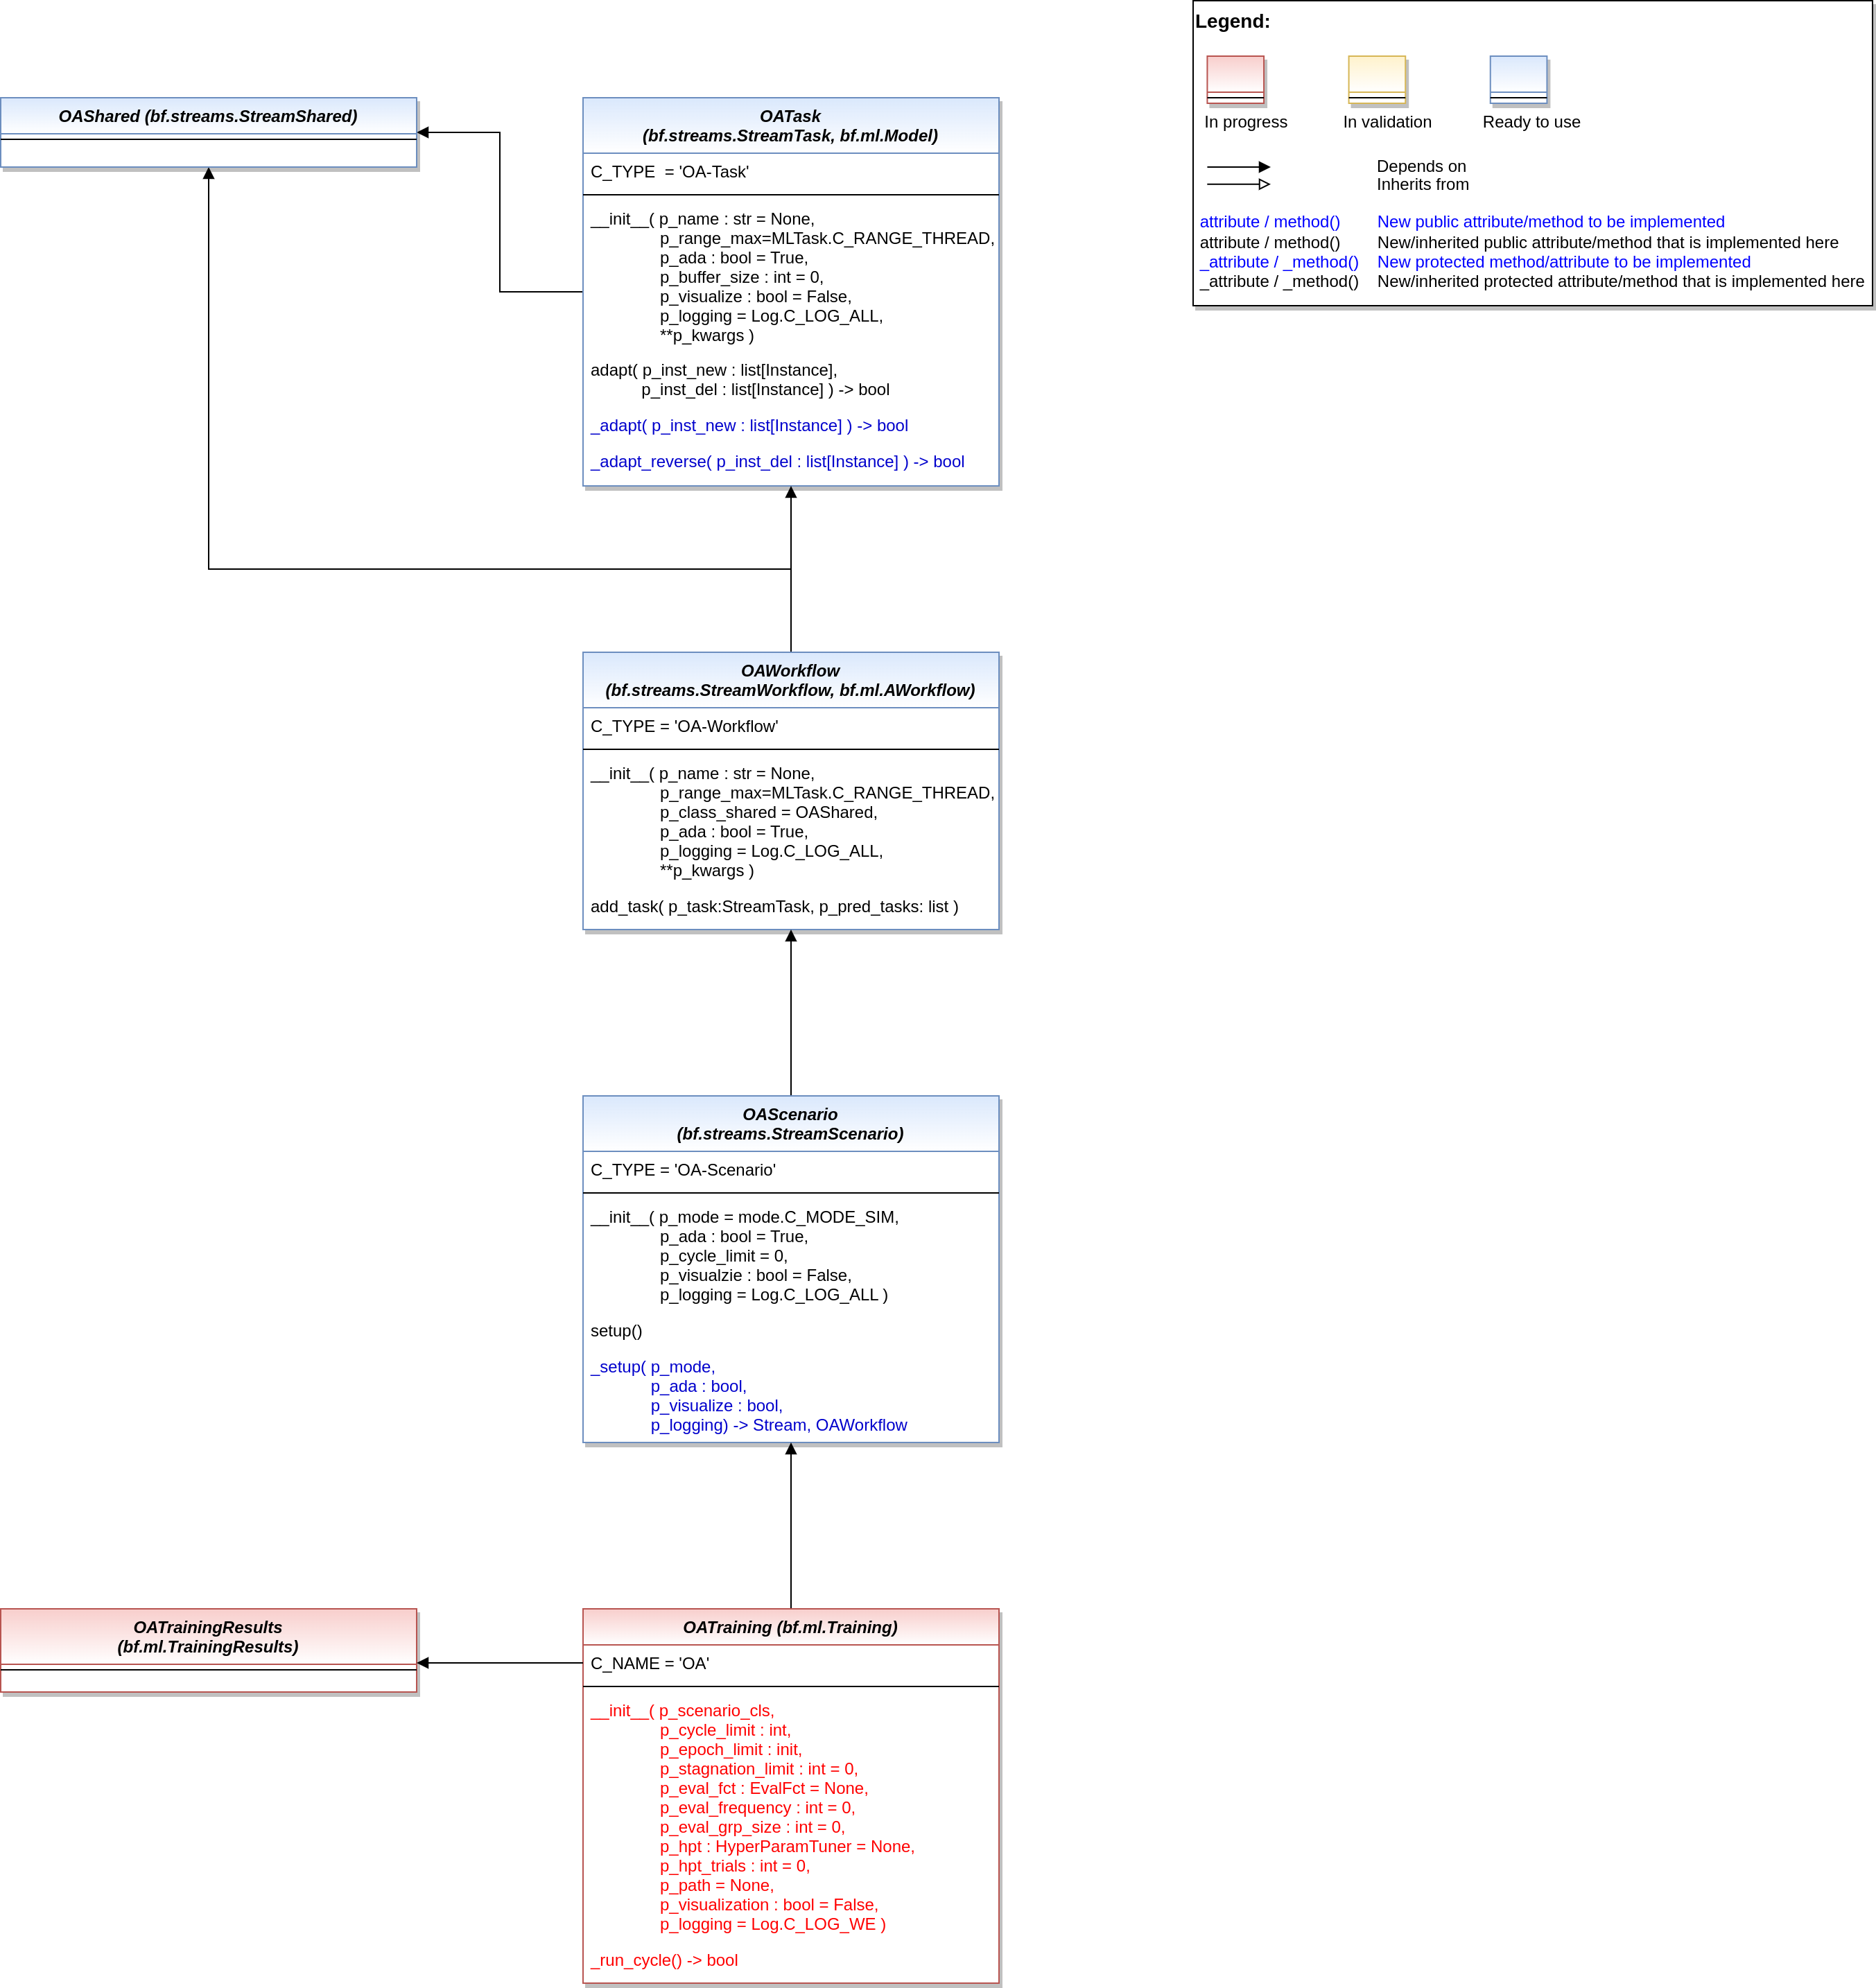 Legend:
In progress
In validation
Ready to use
Depends on
Inherits from
attribute / method() New public attribute/method to be implemented
attribute / method() New/inherited public attribute/method that is implemented here
_attribute / _method() New protected method/attribute to be implemented
_attribute / _method() New/inherited protected attribute/method that is implemented here
OAShared (bf.streams.StreamShared)
OATask
(bf.streams.StreamTask, bf.ml.Model)
C_TYPE  = 'OA-Task'
__init__( p_name : str = None,
p_range_max=MLTask.C_RANGE_THREAD,
p_ada : bool = True,
p_buffer_size : int = 0,
p_visualize : bool = False,
p_logging = Log.C_LOG_ALL,
**p_kwargs )
adapt( p_inst_new : list[Instance],
p_inst_del : list[Instance] ) -> bool
_adapt( p_inst_new : list[Instance] ) -> bool
_adapt_reverse( p_inst_del : list[Instance] ) -> bool
OAWorkflow
(bf.streams.StreamWorkflow, bf.ml.AWorkflow)
C_TYPE = 'OA-Workflow'
__init__( p_name : str = None,
p_range_max=MLTask.C_RANGE_THREAD,
p_class_shared = OAShared,
p_ada : bool = True,
p_logging = Log.C_LOG_ALL,
**p_kwargs )
add_task( p_task:StreamTask, p_pred_tasks: list )
OAScenario
(bf.streams.StreamScenario)
C_TYPE = 'OA-Scenario'
__init__( p_mode = mode.C_MODE_SIM,
p_ada : bool = True,
p_cycle_limit = 0,
p_visualzie : bool = False,
p_logging = Log.C_LOG_ALL )
setup()
_setup( p_mode,
p_ada : bool,
p_visualize : bool,
p_logging) -> Stream, OAWorkflow
OATrainingResults
(bf.ml.TrainingResults)
OATraining (bf.ml.Training)
C_NAME = 'OA'
__init__( p_scenario_cls,
p_cycle_limit : int,
p_epoch_limit : init,
p_stagnation_limit : int = 0,
p_eval_fct : EvalFct = None,
p_eval_frequency : int = 0,
p_eval_grp_size : int = 0,
p_hpt : HyperParamTuner = None,
p_hpt_trials : int = 0,
p_path = None,
p_visualization : bool = False,
p_logging = Log.C_LOG_WE )
_run_cycle() -> bool